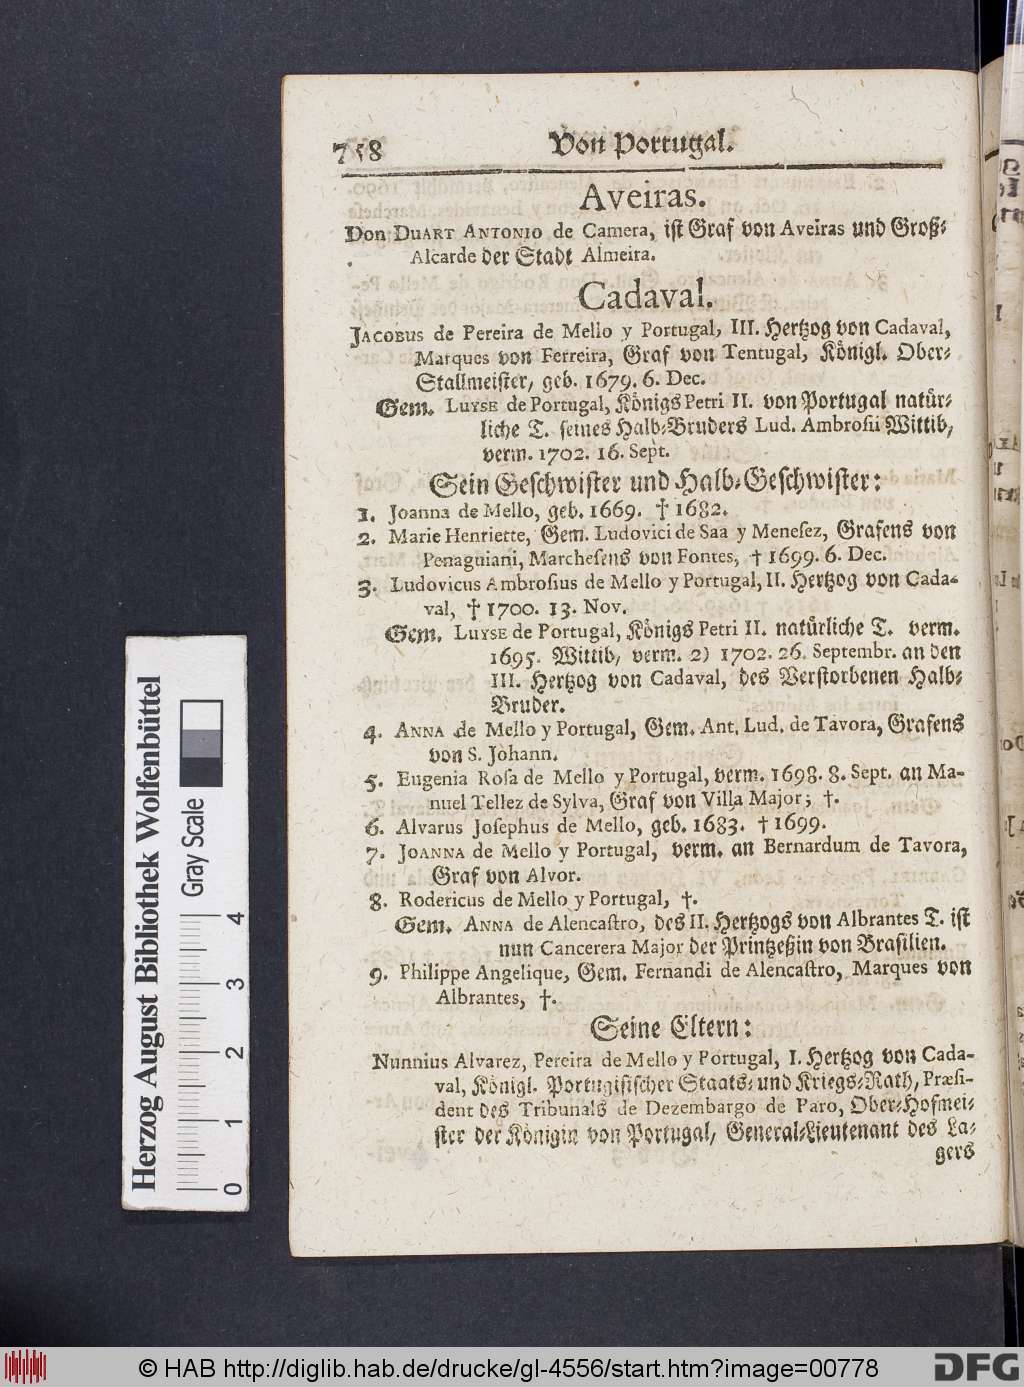 758 Von Portugal.
Aveiras.
Don DUART ANTONIO de Camera, ist Graf von Aveiras und Groß-
Alcarde der Stadt Almeira.
Cadaval.
JACOBUS de Pereira de Mello y Portugal, III. Hertzog von Cadaval,
Marques von Ferreira, Graf von Tentugal, Königl. Ober-
Stallmeister, geb. 1679. 6. Dec.
Gem. LUYSE de Portugal, Königs Petri II. von Portugal natür-
liche T. seines Halb-Bruders Lud. Ambrosii Wittib,
verm. 1702. 16. Sept.
Sein Geschwister und Halb-Geschwister:
1. Joanna de Mello, geb. 1669. † 1682.
2. Marie Henriette, Gem. Ludovici de Saa y Menesez, Grafens von
Penaguiani, Marchesens von Fontes, † 1699. 6. Dec.
3. Ludovicus Ambrosius de Mello y Portugal, II. Hertzog von Cada-
val, † 1700. 13. Nov.
Gem. LUYSE de Portugal, Königs Petri II. natürliche T. verm.
1695. Wittib, verm. 2) 1702. 26. Septembr. an den
III. Hertzog von Cadaval, des Verstorbenen Halb-
Bruder.
4. ANNA de Mello y Portugal, Gem. Ant. Lud. de Tavora, Grafens
von S. Johann.
5. Eugenia Rosa de Mello y Portugal, verm. 1698. 8. Sept. an Ma-
nuel Tellez de Sylva, Graf von Villa Major; †.
6. Alvarus Josephus de Mello, geb. 1683. † 1699.
7. JOANNA de Mello y Portugal, verm. an Bernardum de Tavora,
Graf von Alvor.
8. Rodericus de Mello y Portugal, †.
Gem. ANNA de Alencastro, des II. Hertzogs von Albrantes T. ist
nun Cancerera Major der Printzeßin von Brasilien.
9. Philippe Angelique, Gem. Fernandi de Alencastro, Marques von
Albrantes, †.
Seine Eltern:
Nunnius Alvarez, Pereira de Mello y Portugal, I. Hertzog von Cada-
val, Königl. Portugisischer Staats- und Kriegs-Rath, Præsi-
dent des Tribunals de Dezembargo de Paro, Ober-Hofmei-
ster der Königin von Portugal, General-Lieutenant des La-
gers
Herzog August Bibliothek Wolfenbüttel
Gray Scale
0 1 2 3 4
© HAB http://diglib.hab.de/drucke/gl-4556/start.htm?image=00778
DFG